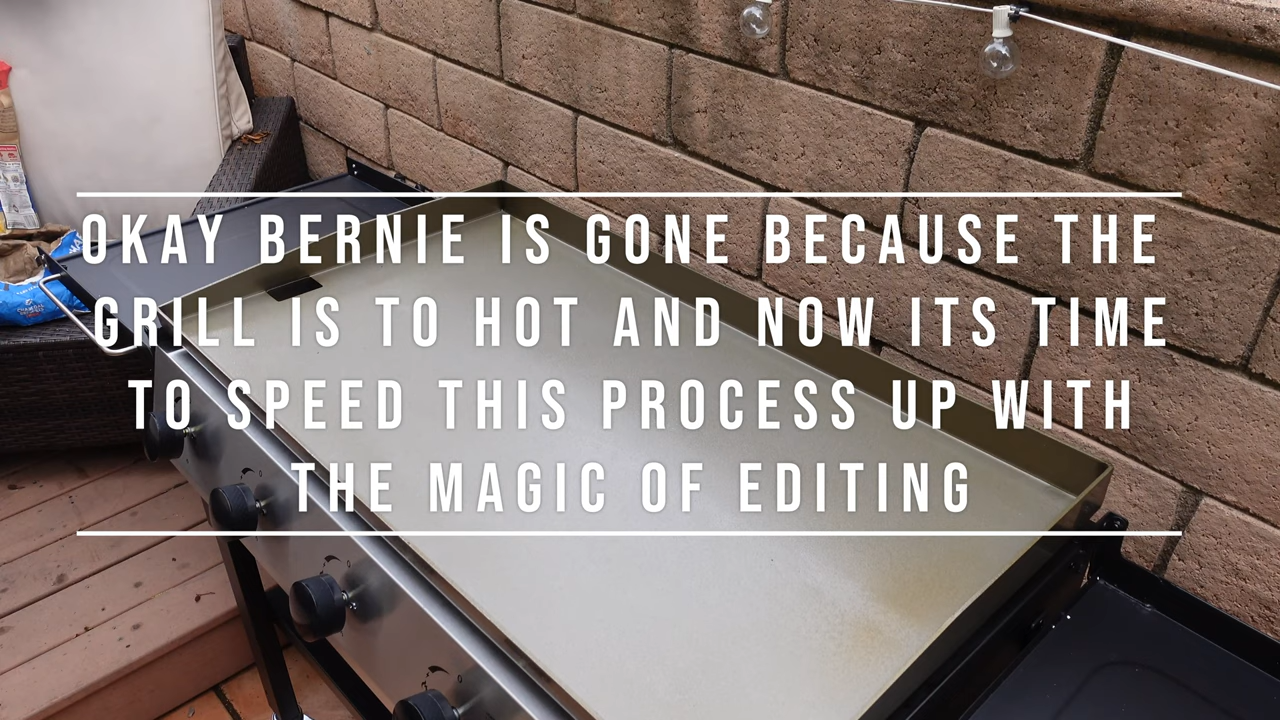 OKAY BERNIE IS GONE BECAUSE THE
GRILL IS TO HOT AND NOW ITS TIME
TO SPEED THIS PROCESS UP WITH
THE MAGIC OF EDITING